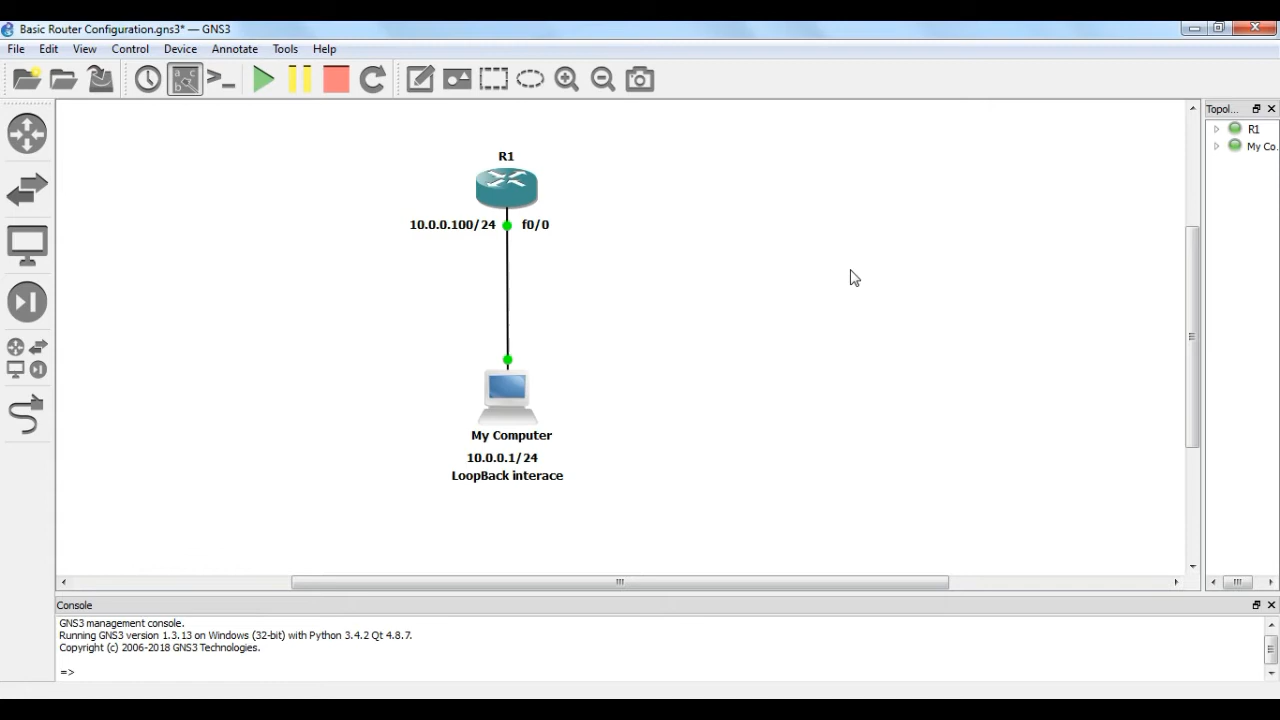 Basic Router Configuration.gns3* — GNS3
File Edit View Control Device Annotate Tools Help
Topol...
R1
My Co.
R1
10.0.0.100/24 f0/0
My Computer
10.0.0.1/24
LoopBack interace
Console
GNS3 management console.
Running GNS3 version 1.3.13 on Windows (32-bit) with Python 3.4.2 Qt 4.8.7.
Copyright (c) 2006-2018 GNS3 Technologies.
=>